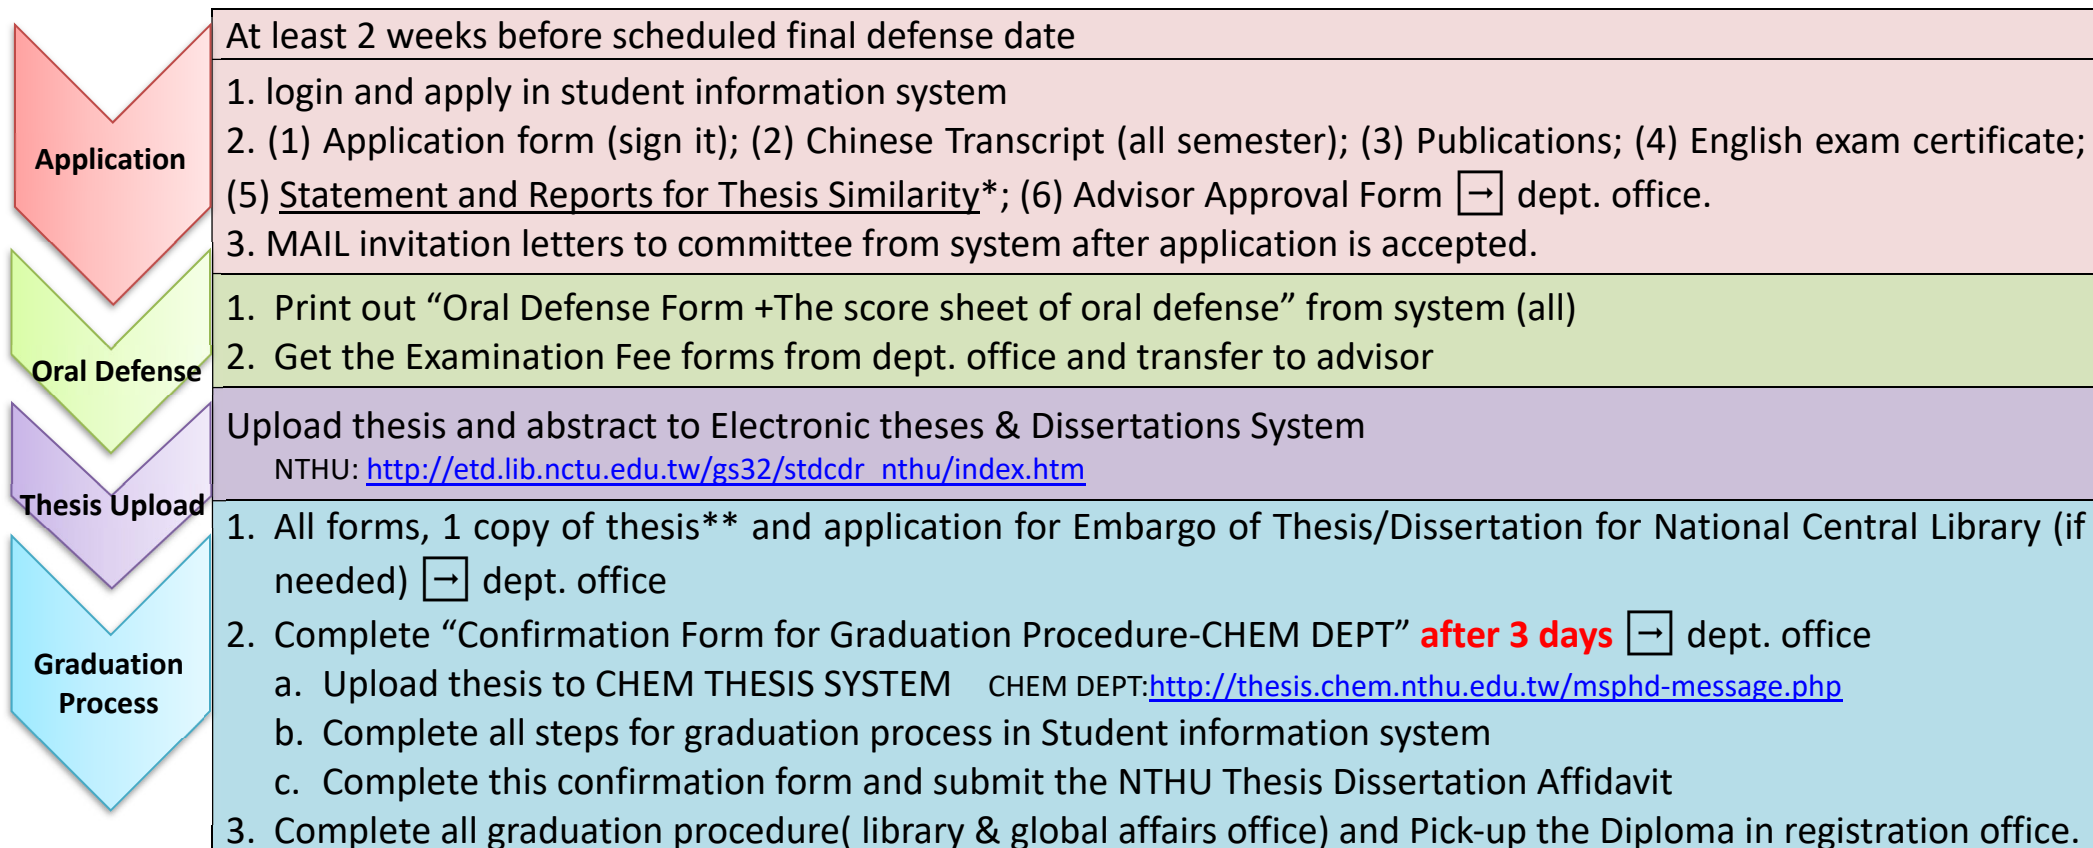 At least 2 weeks before scheduled final defense date
Application
1. login and apply in student information system
2. (1) Application form (sign it); (2) Chinese Transcript (all semester); (3) Publications; (4) English exam certificate;
(5) Statement and Reports for Thesis Similarity*; (6) Advisor Approval Form → dept. office.
3. MAIL invitation letters to committee from system after application is accepted.
Oral Defense
1. Print out “Oral Defense Form +The score sheet of oral defense” from system (all)
2. Get the Examination Fee forms from dept. office and transfer to advisor
Thesis Upload
Upload thesis and abstract to Electronic theses & Dissertations System
NTHU: http://etd.lib.nctu.edu.tw/gs32/stdcdr_nthu/index.htm
Graduation
Process
1. All forms, 1 copy of thesis** and application for Embargo of Thesis/Dissertation for National Central Library (if
needed) → dept. office
2. Complete “Confirmation Form for Graduation Procedure-CHEM DEPT” after 3 days → dept. office
a. Upload thesis to CHEM THESIS SYSTEM CHEM DEPT:http://thesis.chem.nthu.edu.tw/msphd-message.php
b. Complete all steps for graduation process in Student information system
c. Complete this confirmation form and submit the NTHU Thesis Dissertation Affidavit
3. Complete all graduation procedure( library & global affairs office) and Pick-up the Diploma in registration office.